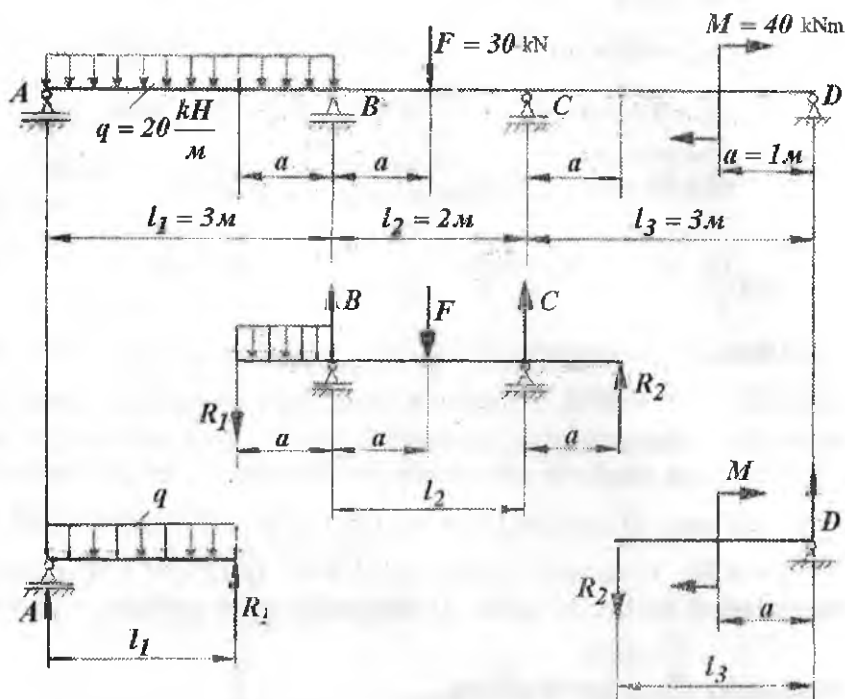 M = 40 kNm
F = 30 kN
A
B
C
D
q = 20 kH/м
a
a
a
a = 1м
l₁ = 3м
l₂ = 2м
l₃ = 3м
B
F
C
R₁
R₂
a
a
a
l₂
q
M
D
A
R₁
R₂
a
l₁
l₃